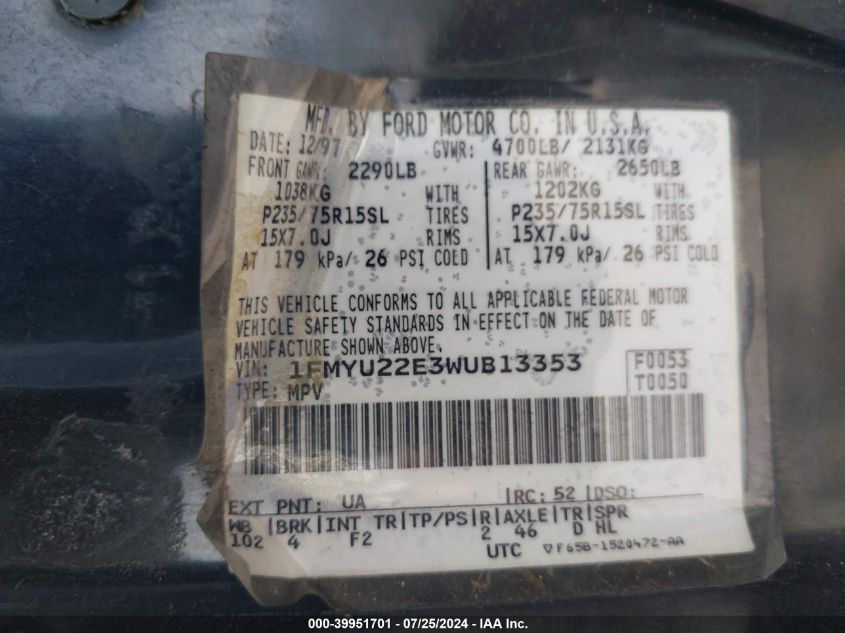 MFD. BY FORD MOTOR CO. IN U.S.A.
DATE: 12/97 GVWR: 4700LB/ 2131KG
FRONT GAWR: 2290LB REAR GAWR: 2650LB
1038KG WITH 1202KG WITH
P235/75R15SL TIRES P235/75R15SL TIRES
15X7.0J RIMS 15X7.0J RIMS
AT 179 kPa/ 26 PSI COLD AT 179 kPa/ 26 PSI COLD
THIS VEHICLE CONFORMS TO ALL APPLICABLE FEDERAL MOTOR
VEHICLE SAFETY STANDARDS IN EFFECT ON THE DATE OF
MANUFACTURE SHOWN ABOVE.
VIN: 1FMYU22E3WUB13353 F0053
TYPE: MPV T0050
EXT PNT: UA RC: 52 DSO:
WB BRK INT TR TP/PS R AXLE TR SPR
102 4 F2 2 46 D HL
UTC ▽F65B-1520472-AA
000-39951701 - 07/25/2024 - Copyright © IAA Holdings, LLC.